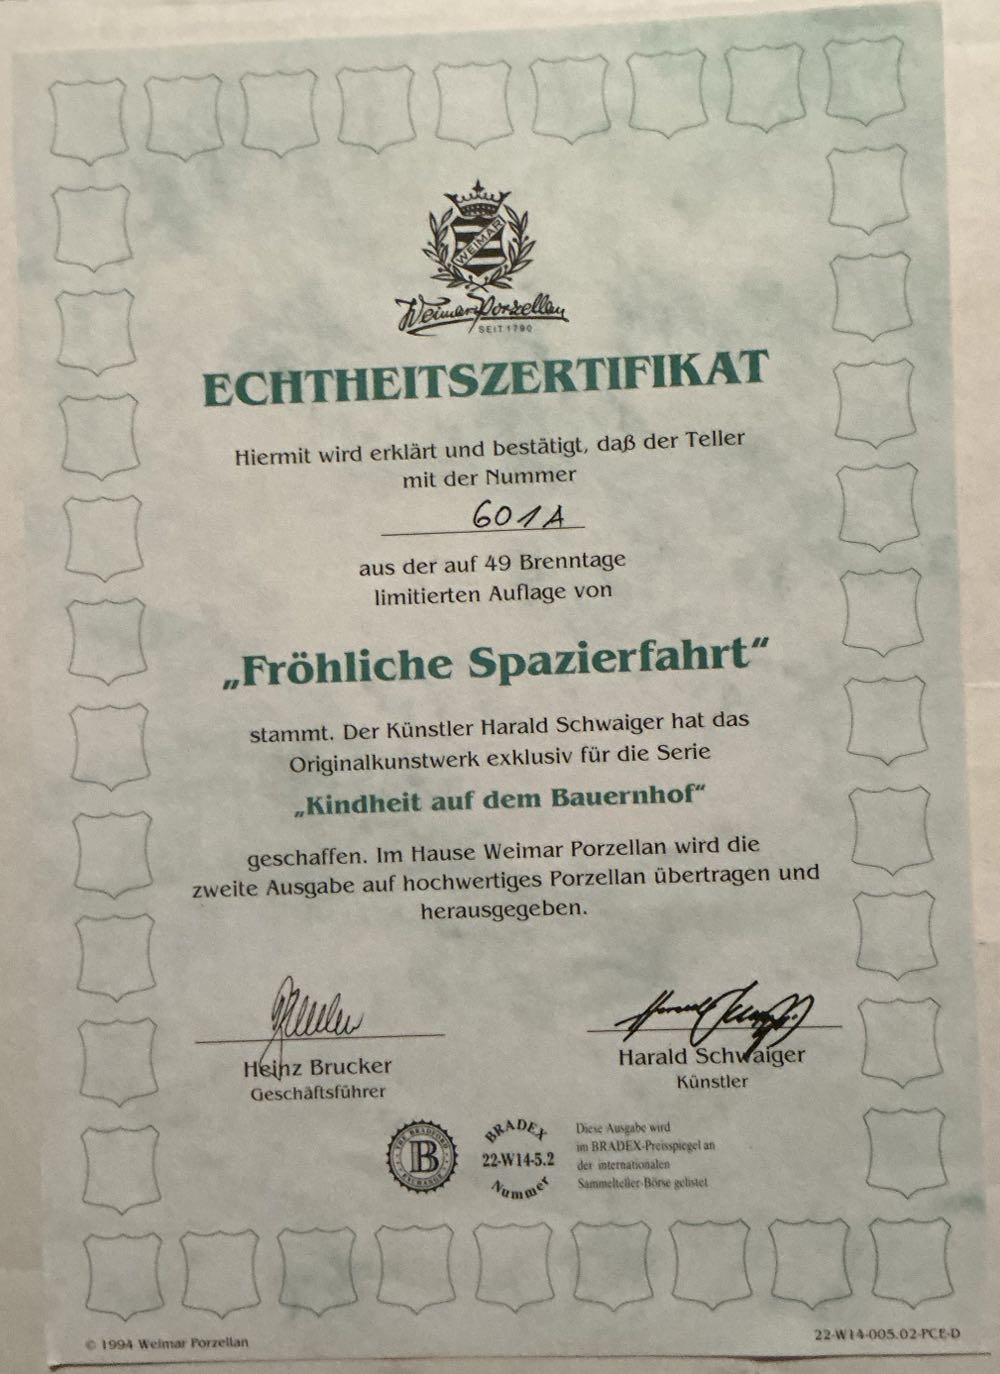 WEIMAR
Weimar Porzellan
SEIT 1790
ECHTHEITSZERTIFIKAT
Hiermit wird erklärt und bestätigt, daß der Teller
mit der Nummer
601A
aus der auf 49 Brenntage
limitierten Auflage von
„Fröhliche Spazierfahrt“
stammt. Der Künstler Harald Schwaiger hat das
Originalkunstwerk exklusiv für die Serie
„Kindheit auf dem Bauernhof“
geschaffen. Im Hause Weimar Porzellan wird die
zweite Ausgabe auf hochwertiges Porzellan übertragen und
herausgegeben.
Heinz Brucker
Geschäftsführer
Harald Schwaiger
Künstler
THE BRADFORD EXCHANGE
B
BRADEX
22-W14-5.2
Nummer
Diese Ausgabe wird
im BRADEX-Preisspiegel an
der internationalen
Sammelteller-Börse gelistet
© 1994 Weimar Porzellan
22-W14-005.02-PCE-D